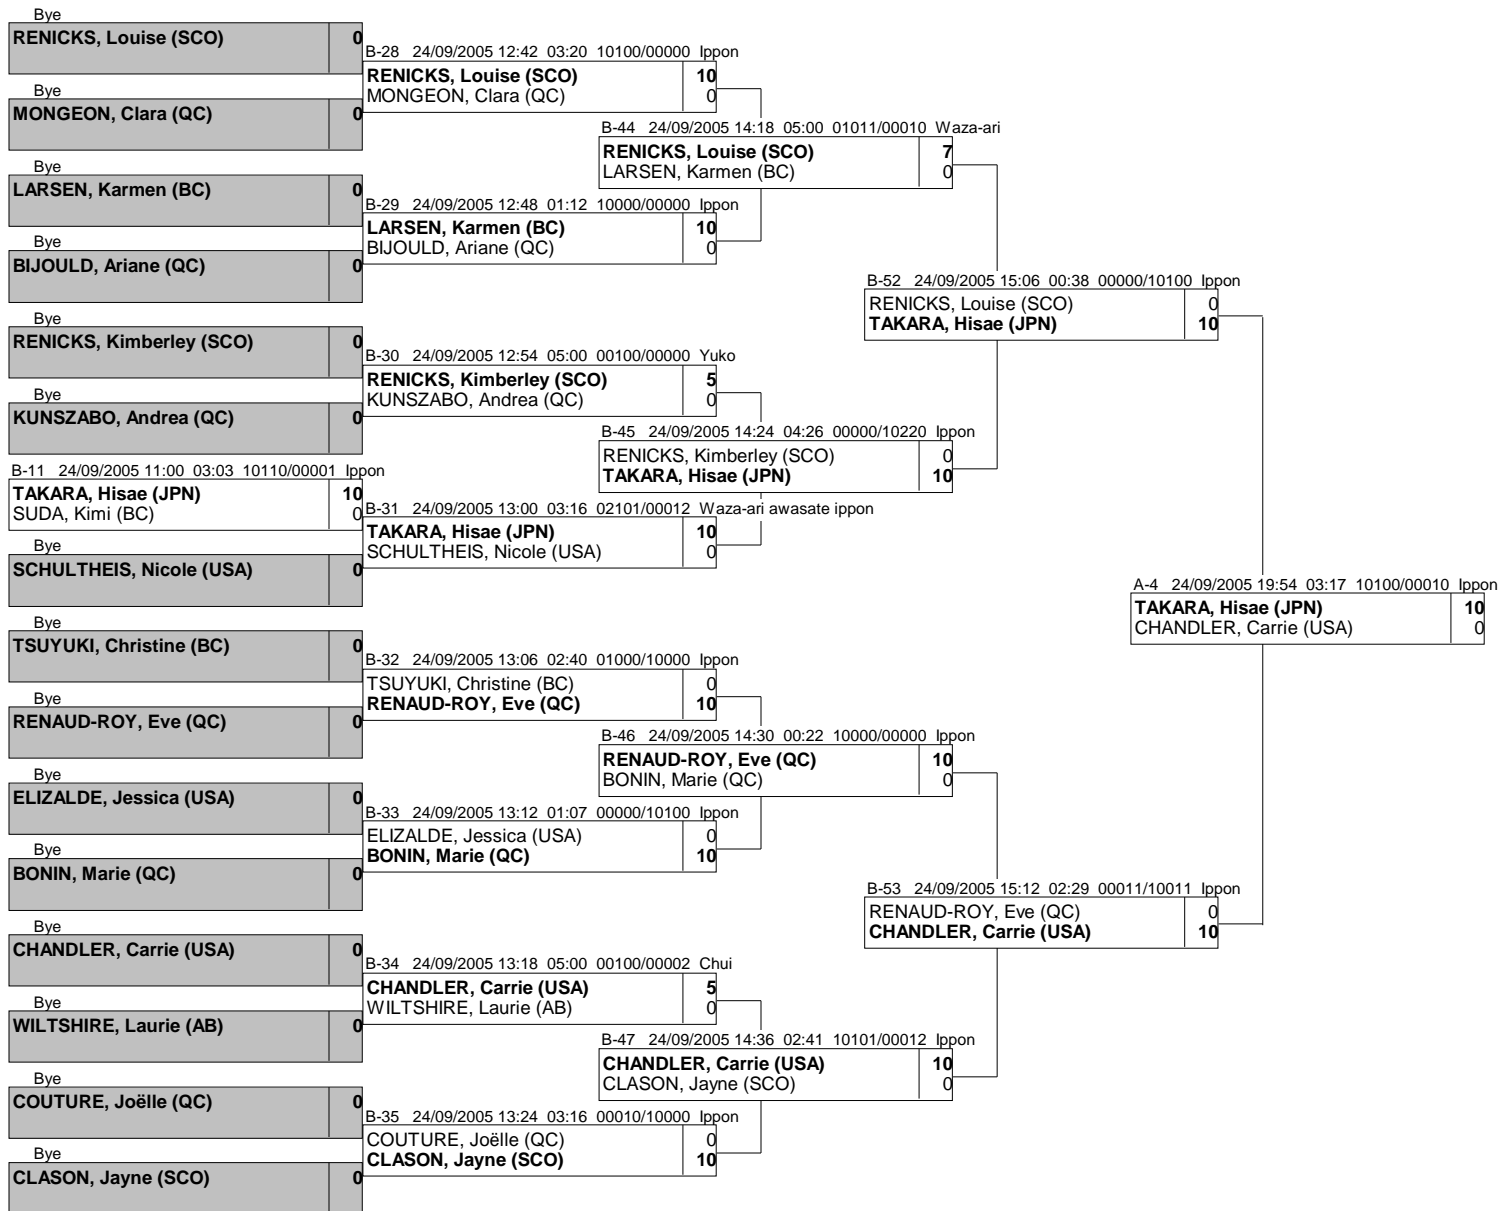 Bye
RENICKS, Louise (SCO) 0
Bye
MONGEON, Clara (QC) 0
Bye
LARSEN, Karmen (BC) 0
Bye
BIJOULD, Ariane (QC) 0
Bye
RENICKS, Kimberley (SCO) 0
Bye
KUNSZABO, Andrea (QC) 0
B-11 24/09/2005 11:00 03:03 10110/00001 Ippon
TAKARA, Hisae (JPN) 10
SUDA, Kimi (BC) 0
Bye
SCHULTHEIS, Nicole (USA) 0
Bye
TSUYUKI, Christine (BC) 0
Bye
RENAUD-ROY, Eve (QC) 0
Bye
ELIZALDE, Jessica (USA) 0
Bye
BONIN, Marie (QC) 0
Bye
CHANDLER, Carrie (USA) 0
Bye
WILTSHIRE, Laurie (AB) 0
Bye
COUTURE, Joëlle (QC) 0
Bye
CLASON, Jayne (SCO) 0
B-28 24/09/2005 12:42 03:20 10100/00000 Ippon
RENICKS, Louise (SCO) 10
MONGEON, Clara (QC) 0
B-29 24/09/2005 12:48 01:12 10000/00000 Ippon
LARSEN, Karmen (BC) 10
BIJOULD, Ariane (QC) 0
B-30 24/09/2005 12:54 05:00 00100/00000 Yuko
RENICKS, Kimberley (SCO) 5
KUNSZABO, Andrea (QC) 0
B-31 24/09/2005 13:00 03:16 02101/00012 Waza-ari awasate ippon
TAKARA, Hisae (JPN) 10
SCHULTHEIS, Nicole (USA) 0
B-32 24/09/2005 13:06 02:40 01000/10000 Ippon
TSUYUKI, Christine (BC) 0
RENAUD-ROY, Eve (QC) 10
B-33 24/09/2005 13:12 01:07 00000/10100 Ippon
ELIZALDE, Jessica (USA) 0
BONIN, Marie (QC) 10
B-34 24/09/2005 13:18 05:00 00100/00002 Chui
CHANDLER, Carrie (USA) 5
WILTSHIRE, Laurie (AB) 0
B-35 24/09/2005 13:24 03:16 00010/10000 Ippon
COUTURE, Joëlle (QC) 0
CLASON, Jayne (SCO) 10
B-44 24/09/2005 14:18 05:00 01011/00010 Waza-ari
RENICKS, Louise (SCO) 7
LARSEN, Karmen (BC) 0
B-45 24/09/2005 14:24 04:26 00000/10220 Ippon
RENICKS, Kimberley (SCO) 0
TAKARA, Hisae (JPN) 10
B-46 24/09/2005 14:30 00:22 10000/00000 Ippon
RENAUD-ROY, Eve (QC) 10
BONIN, Marie (QC) 0
B-47 24/09/2005 14:36 02:41 10101/00012 Ippon
CHANDLER, Carrie (USA) 10
CLASON, Jayne (SCO) 0
B-52 24/09/2005 15:06 00:38 00000/10100 Ippon
RENICKS, Louise (SCO) 0
TAKARA, Hisae (JPN) 10
B-53 24/09/2005 15:12 02:29 00011/10011 Ippon
RENAUD-ROY, Eve (QC) 0
CHANDLER, Carrie (USA) 10
A-4 24/09/2005 19:54 03:17 10100/00010 Ippon
TAKARA, Hisae (JPN) 10
CHANDLER, Carrie (USA) 0